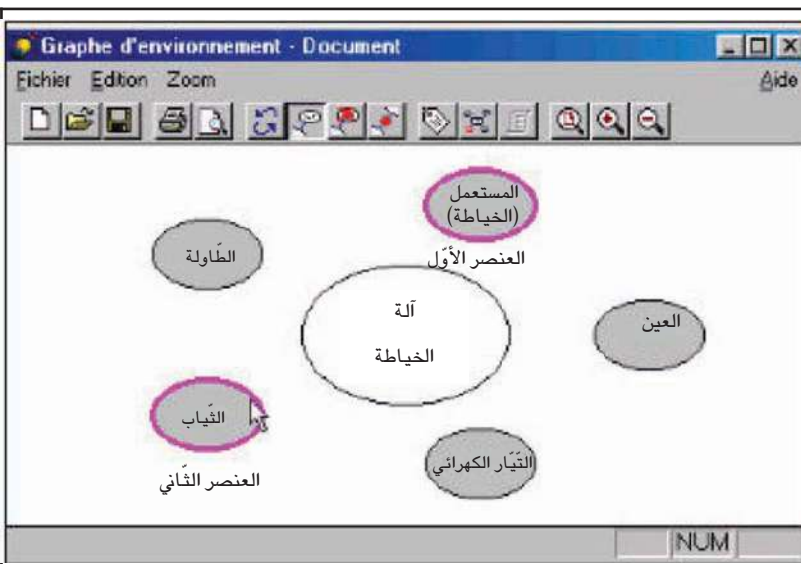 Graphe d'environnement - Document
Fichier Edition Zoom Aide
المستعمل
(الخياطة)
العنصر الأوّل
الطّاولة
آلة
الخياطة
العين
الثّياب
العنصر الثّاني
التّيّار الكهرائي
NUM